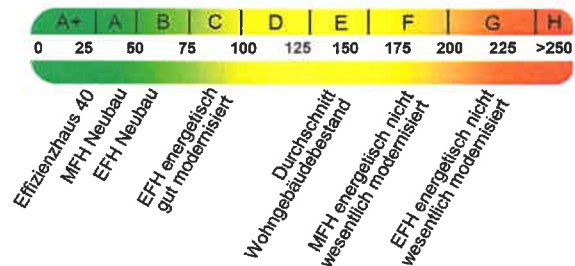 A+ A B C D E F G H
0 25 50 75 100 125 150 175 200 225 >250
Effizienzhaus 40
MFH Neubau
EFH Neubau
EFH energetisch
gut modernisiert
Durchschnitt
Wohngebäudebestand
MFH energetisch nicht
wesentlich modernisiert
EFH energetisch nicht
wesentlich modernisiert